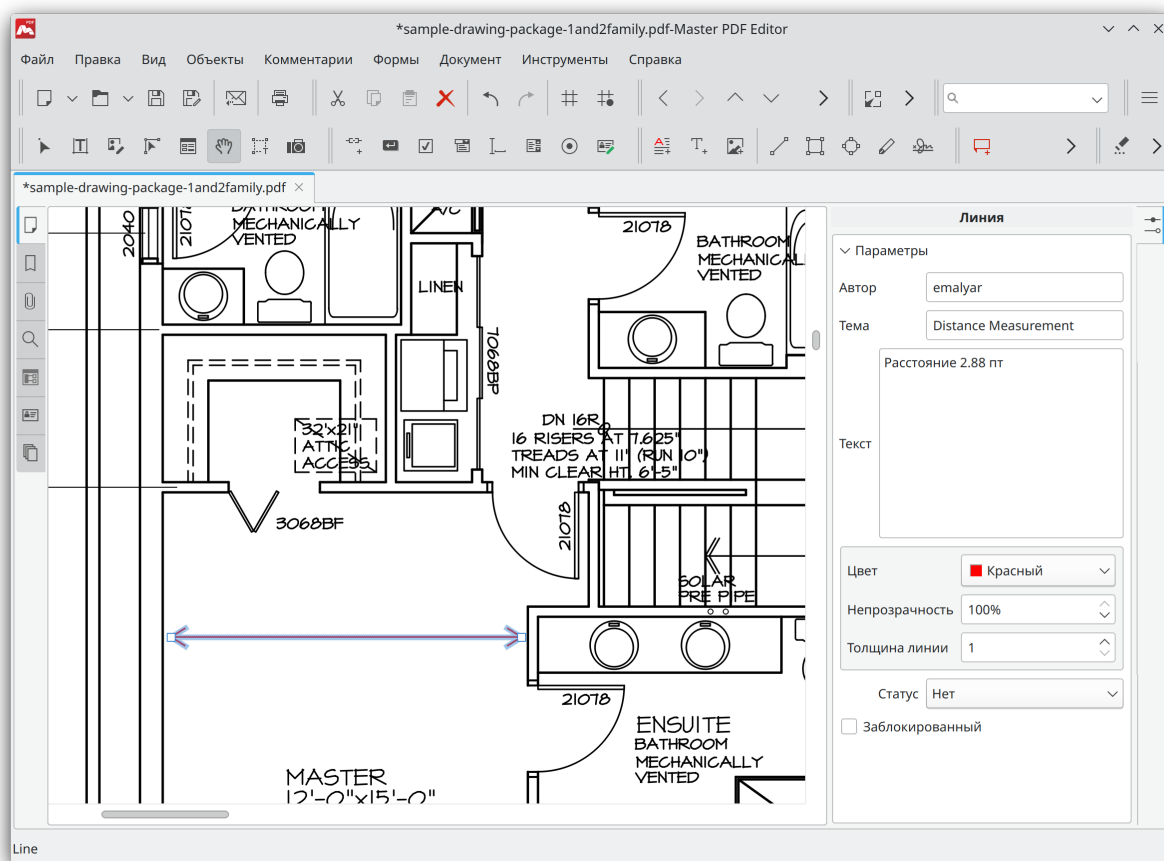 *sample-drawing-package-1and2family.pdf-Master PDF Editor
Файл Правка Вид Объекты Комментарии Формы Документ Инструменты Справка
*sample-drawing-package-1and2family.pdf
2040
21078
BATHROOM
MECHANICALLY
VENTED
A/C
LINEN
7068BP
21078
BATHROOM
MECHANICAL
VENTED
32"x21"
ATTIC
ACCESS
DN 16R
16 RISERS AT 7.625"
TREADS AT 11" (RUN 10")
MIN CLEAR HT. 6'-5"
3068BF
21078
SOLAR
PRE PIPE
21078
ENSUITE
BATHROOM
MECHANICALLY
VENTED
MASTER
12'-0"x15'-0"
Линия
Параметры
Автор emalyar
Тема Distance Measurement
Текст Расстояние 2.88 пт
Цвет Красный
Непрозрачность 100%
Толщина линии 1
Статус Нет
Заблокированный
Line